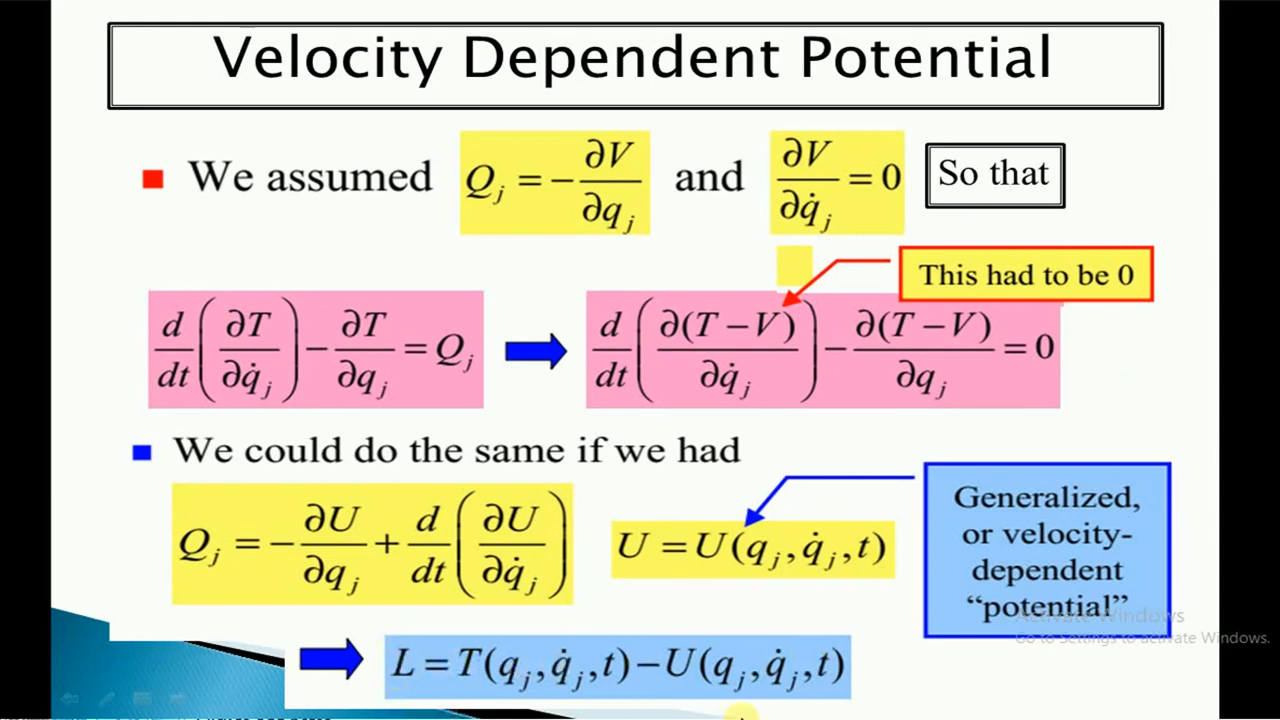 Velocity Dependent Potential
We assumed Q_j = −∂V/∂q_j and ∂V/∂q̇_j = 0 So that
This had to be 0
d/dt (∂T/∂q̇_j) − ∂T/∂q_j = Q_j d/dt (∂(T − V)/∂q̇_j) − ∂(T − V)/∂q_j = 0
We could do the same if we had
Q_j = −∂U/∂q_j + d/dt (∂U/∂q̇_j) U = U(q_j, q̇_j, t)
Generalized,
or velocity-
dependent
“potential”
Activate Windows
Go to Settings to activate Windows.
L = T(q_j, q̇_j, t) − U(q_j, q̇_j, t)